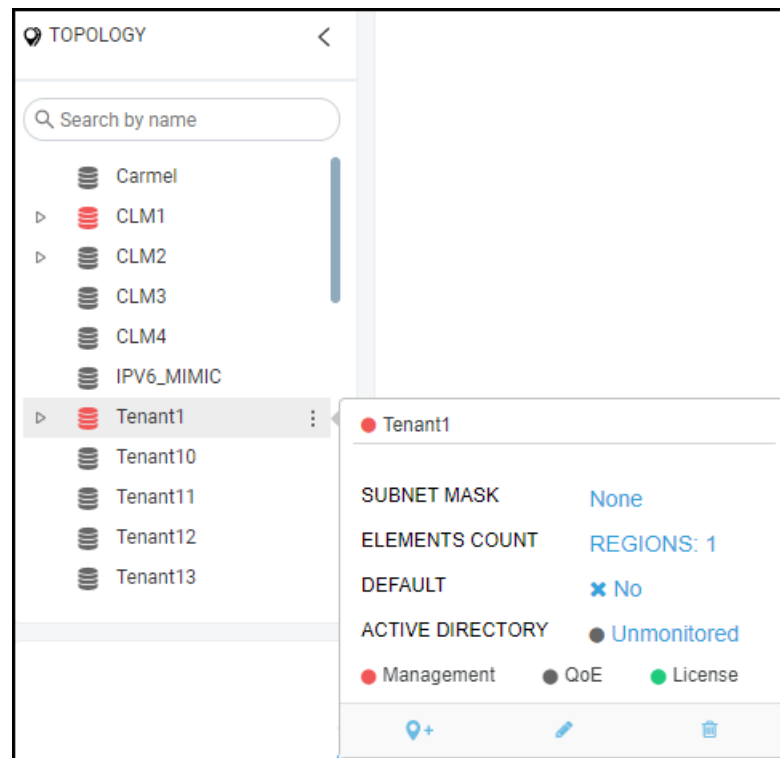 TOPOLOGY
Search by name
Carmel
CLM1
CLM2
CLM3
CLM4
IPV6_MIMIC
Tenant1
Tenant10
Tenant11
Tenant12
Tenant13
Tenant1
SUBNET MASK None
ELEMENTS COUNT REGIONS: 1
DEFAULT No
ACTIVE DIRECTORY Unmonitored
Management QoE License